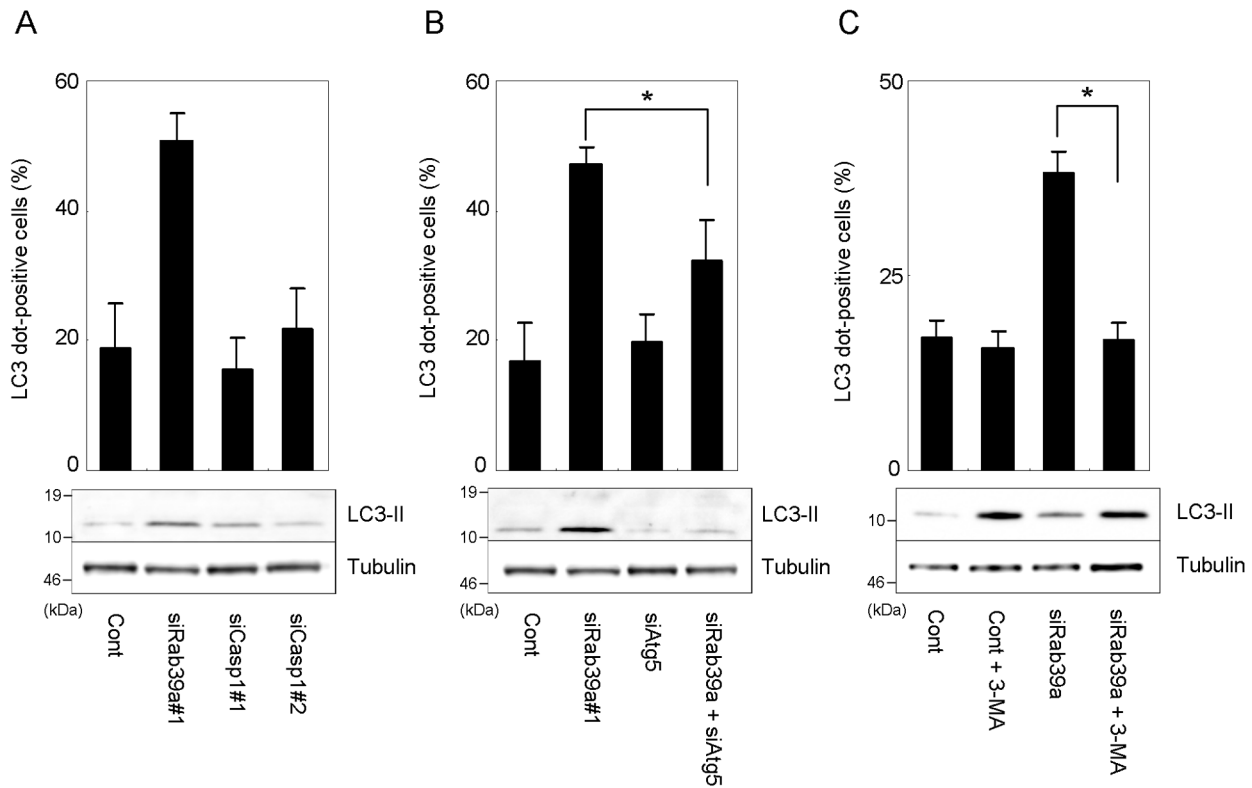 A
LC3 dot-positive cells (%)
60
40
20
0
19
10
LC3-II
46
Tubulin
(kDa)
Cont
siRab39a#1
siCasp1#1
siCasp1#2
B
LC3 dot-positive cells (%)
60
40
20
0
*
19
10
LC3-II
46
Tubulin
(kDa)
Cont
siRab39a#1
siAtg5
siRab39a + siAtg5
C
LC3 dot-positive cells (%)
50
25
0
*
10
LC3-II
46
Tubulin
(kDa)
Cont
Cont + 3-MA
siRab39a
siRab39a + 3-MA